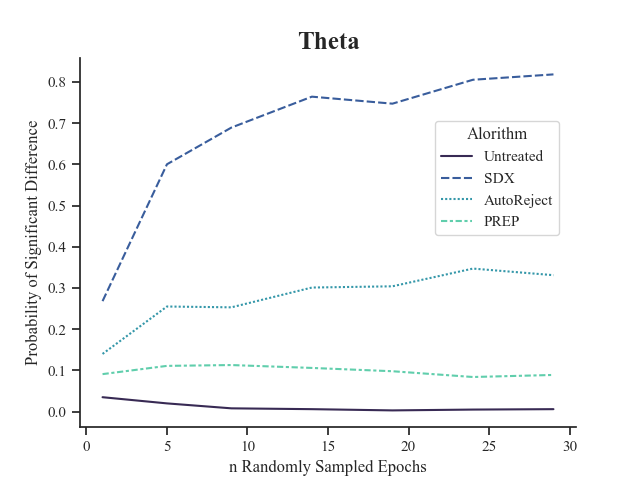 Theta
Probability of Significant Difference
0.8
0.7
0.6
0.5
0.4
0.3
0.2
0.1
0.0
Alorithm
Untreated
SDX
AutoReject
PREP
0 5 10 15 20 25 30
n Randomly Sampled Epochs